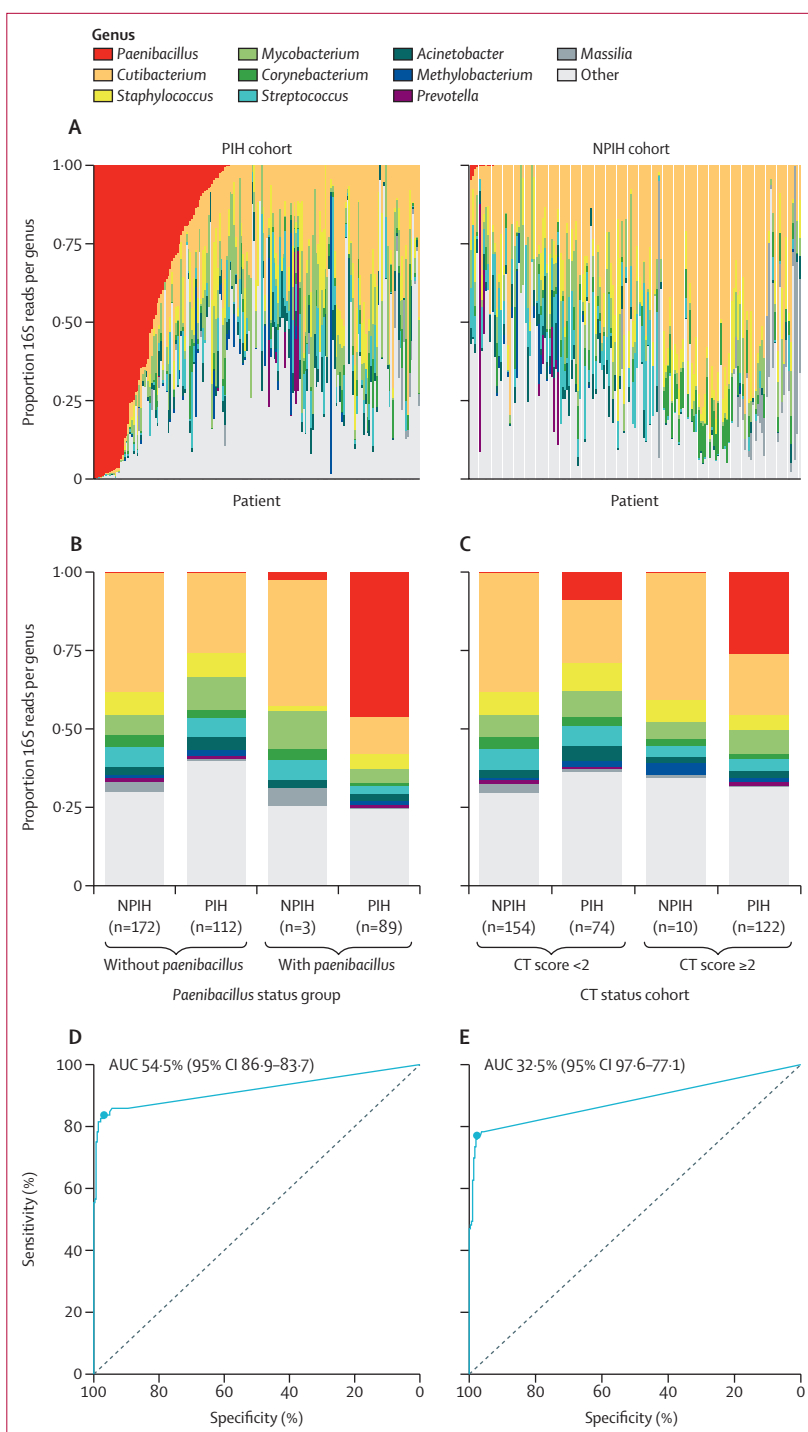 Genus
Paenibacillus
Cutibacterium
Staphylococcus
Mycobacterium
Corynebacterium
Streptococcus
Acinetobacter
Methylobacterium
Prevotella
Massilia
Other
A
PIH cohort
NPIH cohort
1·00
0·75
0·50
0·25
0
Proportion 16S reads per genus
Patient
Patient
B
C
1·00
0·75
0·50
0·25
0
Proportion 16S reads per genus
NPIH
(n=172)
PIH
(n=112)
NPIH
(n=3)
PIH
(n=89)
Without paenibacillus
With paenibacillus
Paenibacillus status group
NPIH
(n=154)
PIH
(n=74)
NPIH
(n=10)
PIH
(n=122)
CT score <2
CT score ≥2
CT status cohort
D
AUC 54·5% (95% CI 86·9–83·7)
100
80
60
40
20
0
Sensitivity (%)
100
80
60
40
20
0
Specificity (%)
E
AUC 32·5% (95% CI 97·6–77·1)
100
80
60
40
20
0
Specificity (%)